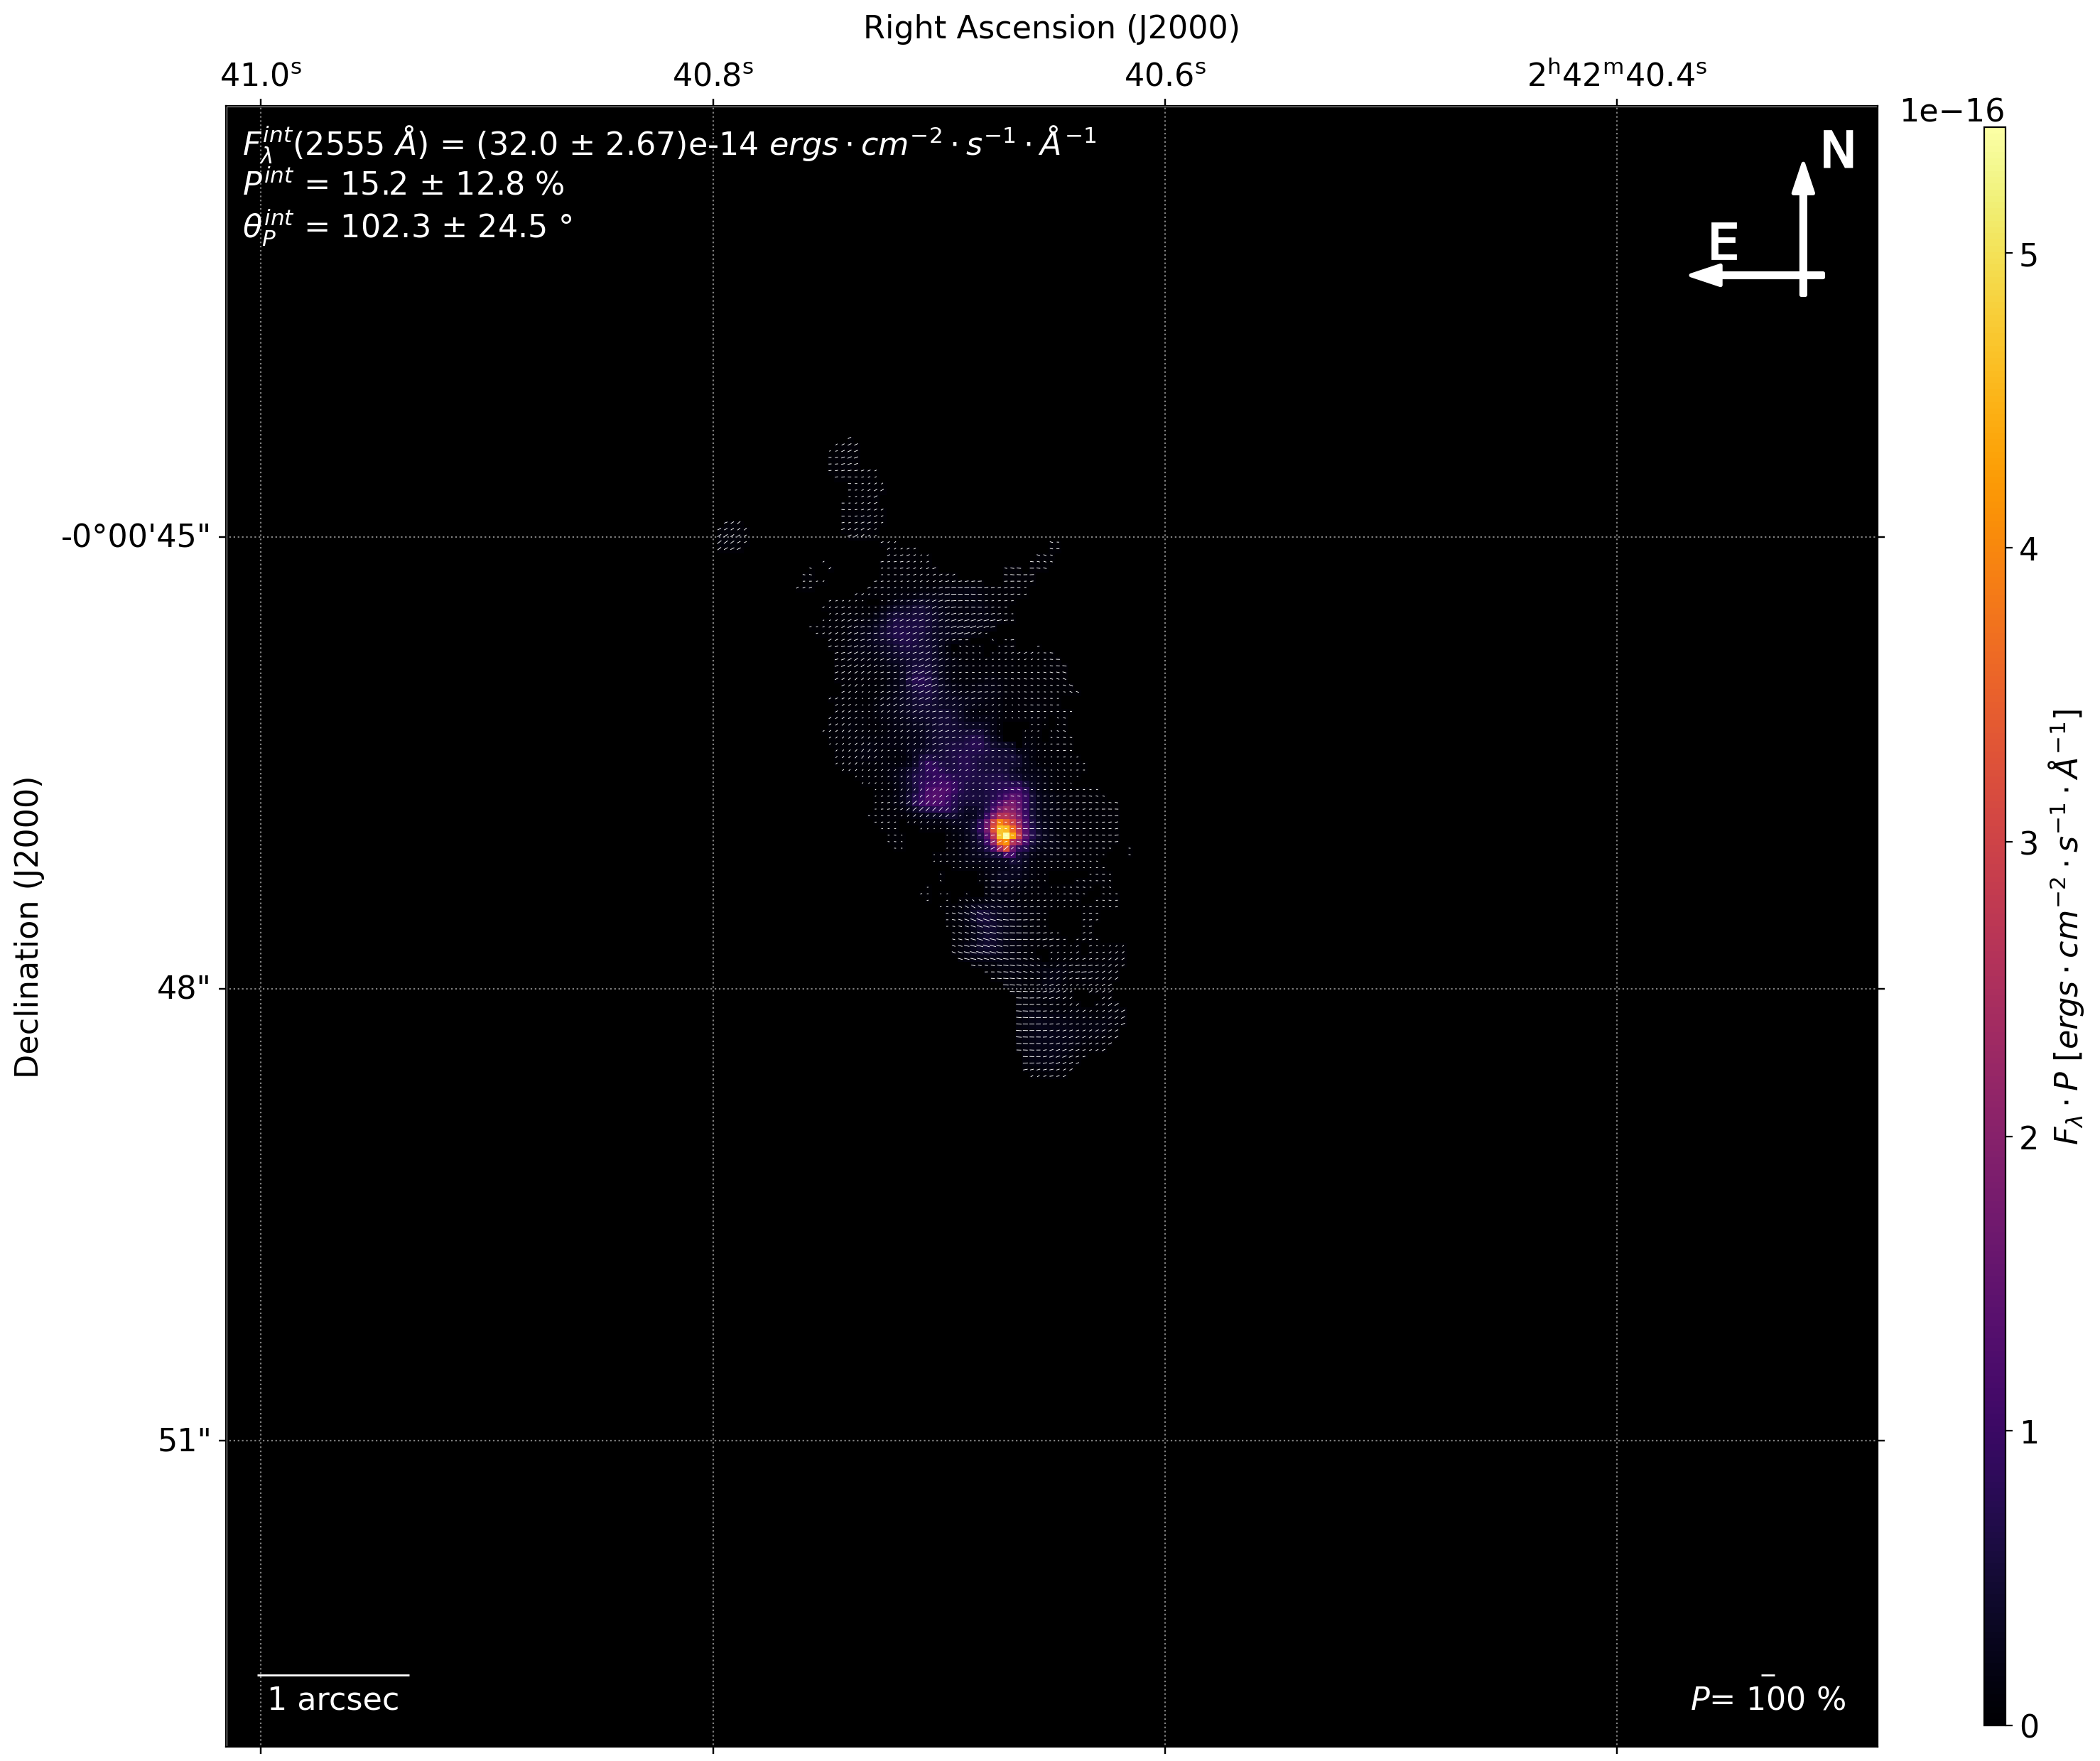 Right Ascension (J2000)
41.0ˢ 40.8ˢ 40.6ˢ 2ʰ42ᵐ40.4ˢ
1e−16
F_λ^{int}(2555 Å) = (32.0 ± 2.67)e-14 ergs · cm⁻² · s⁻¹ · Å⁻¹
P^{int} = 15.2 ± 12.8 %
θ_P^{int} = 102.3 ± 24.5 °
N
E
-0°00'45"
48"
51"
Declination (J2000)
5
4
3
2
1
0
F_λ · P [ergs · cm⁻² · s⁻¹ · Å⁻¹]
1 arcsec
P= 100 %